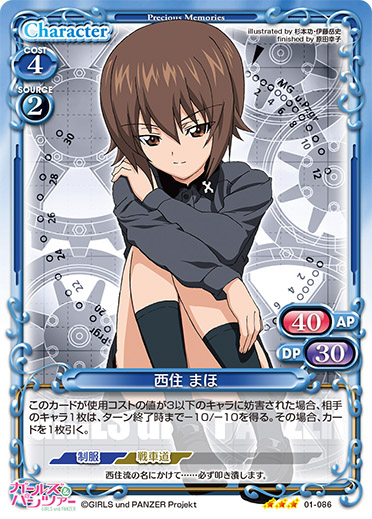 Precious Memories
Character
illustrated by 杉本功・伊藤岳史
finished by 原田幸子
COST
4
SOURCE
2
40 AP
DP 30
西住 まほ
このカードが使用コストの値が3以下のキャラに妨害された場合、相手
のキャラ1枚は、ターン終了時まで－10/－10を得る。その場合、カー
ドを1枚引く。
制服 戦車道
西住流の名にかけて……必ず叩き潰します。
ガールズ&パンツァー
GIRLS und PANZER
©GIRLS und PANZER Projekt
01-086